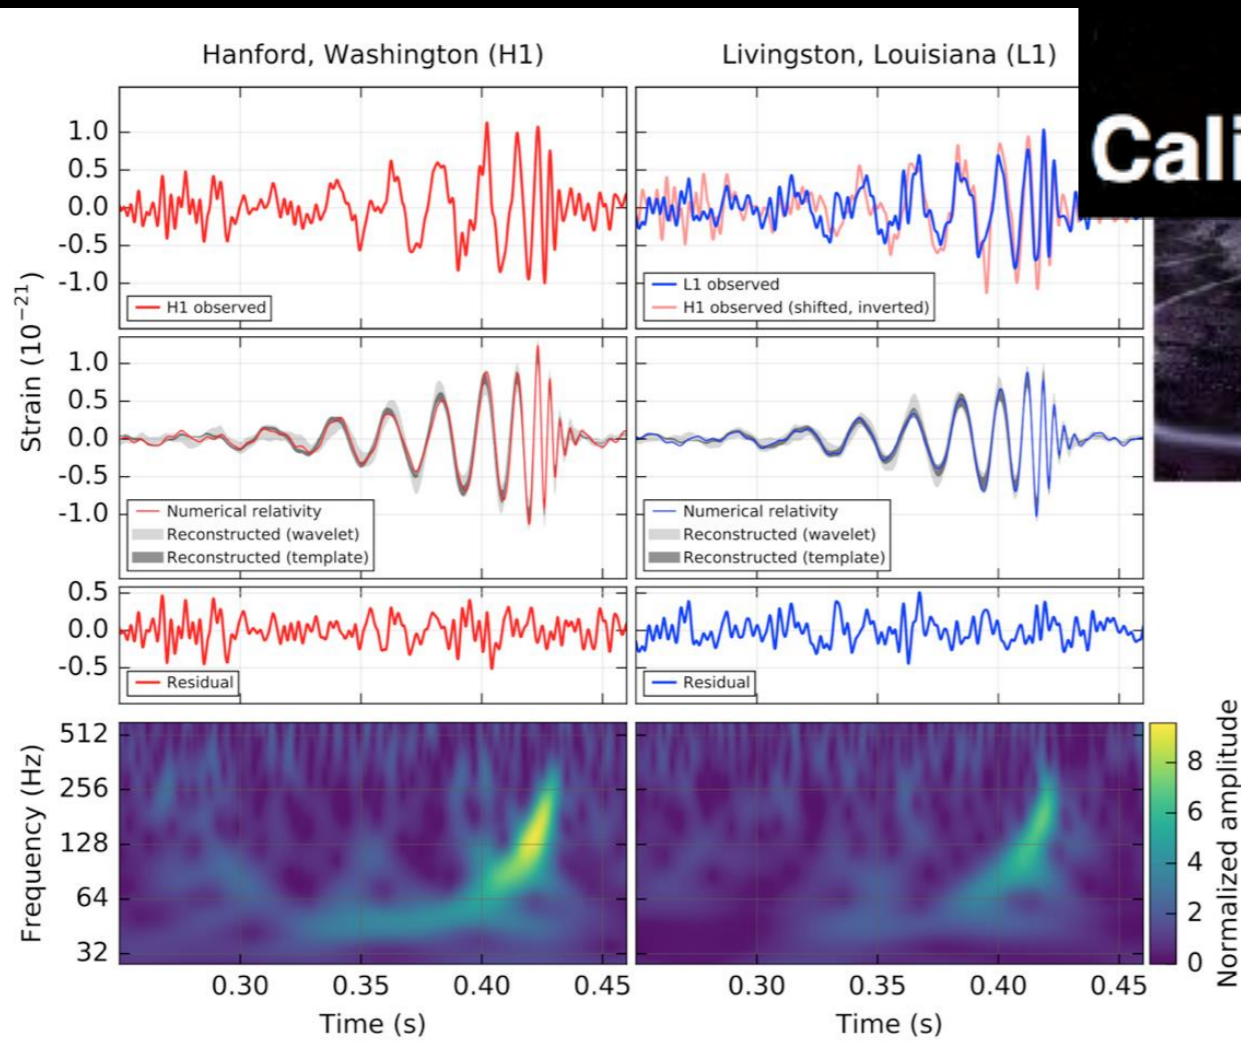 Hanford, Washington (H1)
Livingston, Louisiana (L1)
Cali
1.0
0.5
0.0
-0.5
-1.0
H1 observed
L1 observed
H1 observed (shifted, inverted)
Strain (10⁻²¹)
1.0
0.5
0.0
-0.5
-1.0
Numerical relativity
Reconstructed (wavelet)
Reconstructed (template)
Numerical relativity
Reconstructed (wavelet)
Reconstructed (template)
0.5
0.0
-0.5
Residual
Residual
Frequency (Hz)
512
256
128
64
32
Normalized amplitude
8
6
4
2
0
0.30 0.35 0.40 0.45
0.30 0.35 0.40 0.45
Time (s)
Time (s)